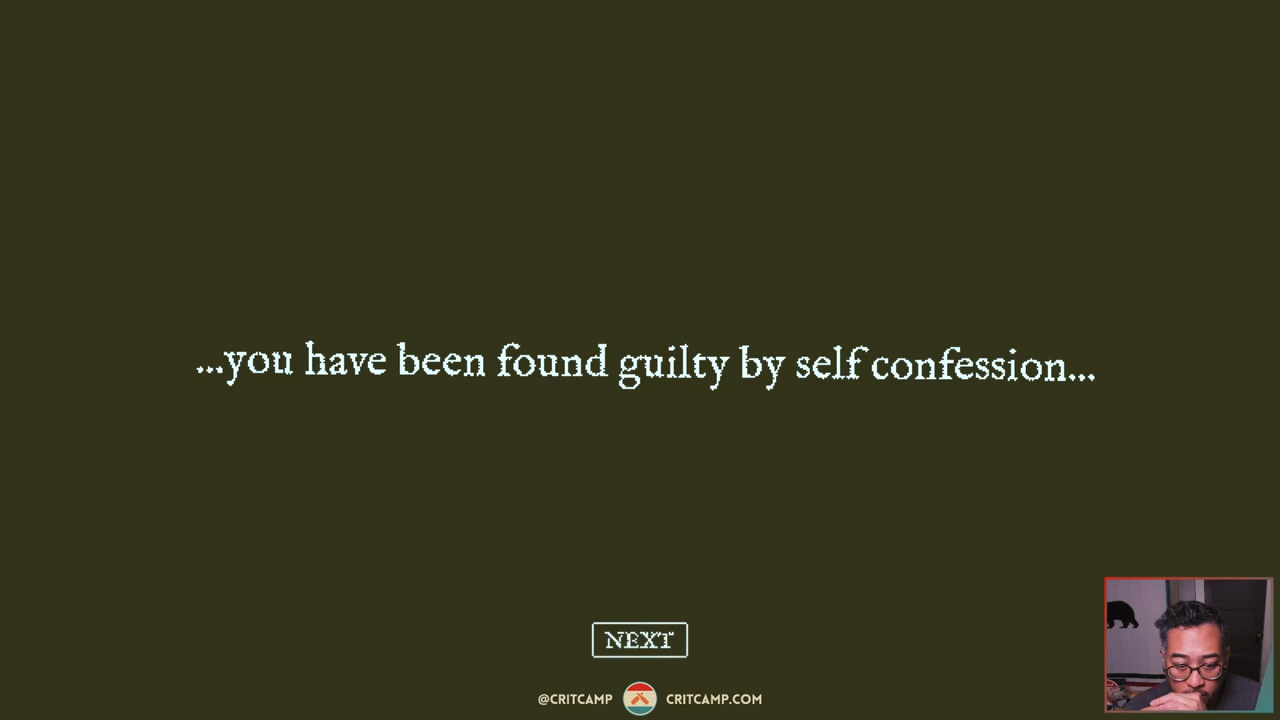 ...you have been found guilty by self confession...
NEXT
@CRITCAMP CRITCAMP.COM